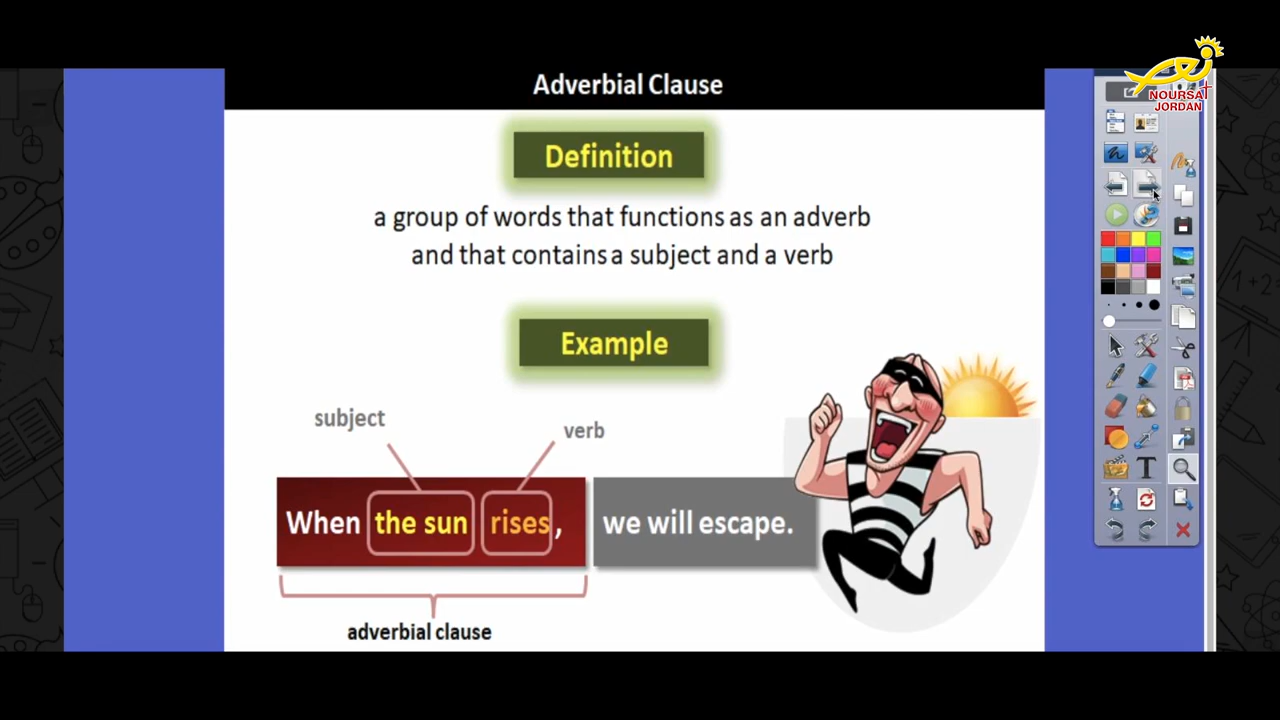 Adverbial Clause
NOURSAT
JORDAN
Definition
a group of words that functions as an adverb
and that contains a subject and a verb
Example
subject
verb
When the sun rises, we will escape.
adverbial clause